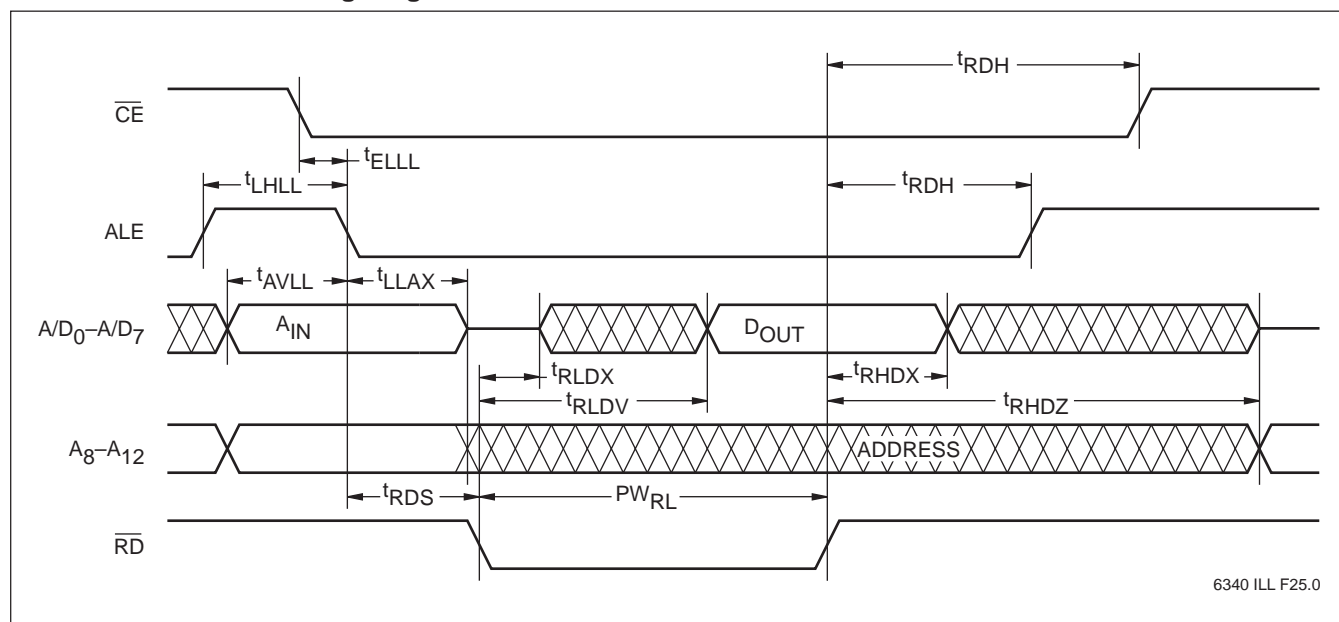 tRDH
CE
tELLL
tLHLL
tRDH
ALE
tAVLL
tLLAX
A/D0–A/D7
AIN
DOUT
tRLDX
tRHDX
tRLDV
tRHDZ
A8–A12
ADDRESS
tRDS
PWRL
RD
6340 ILL F25.0